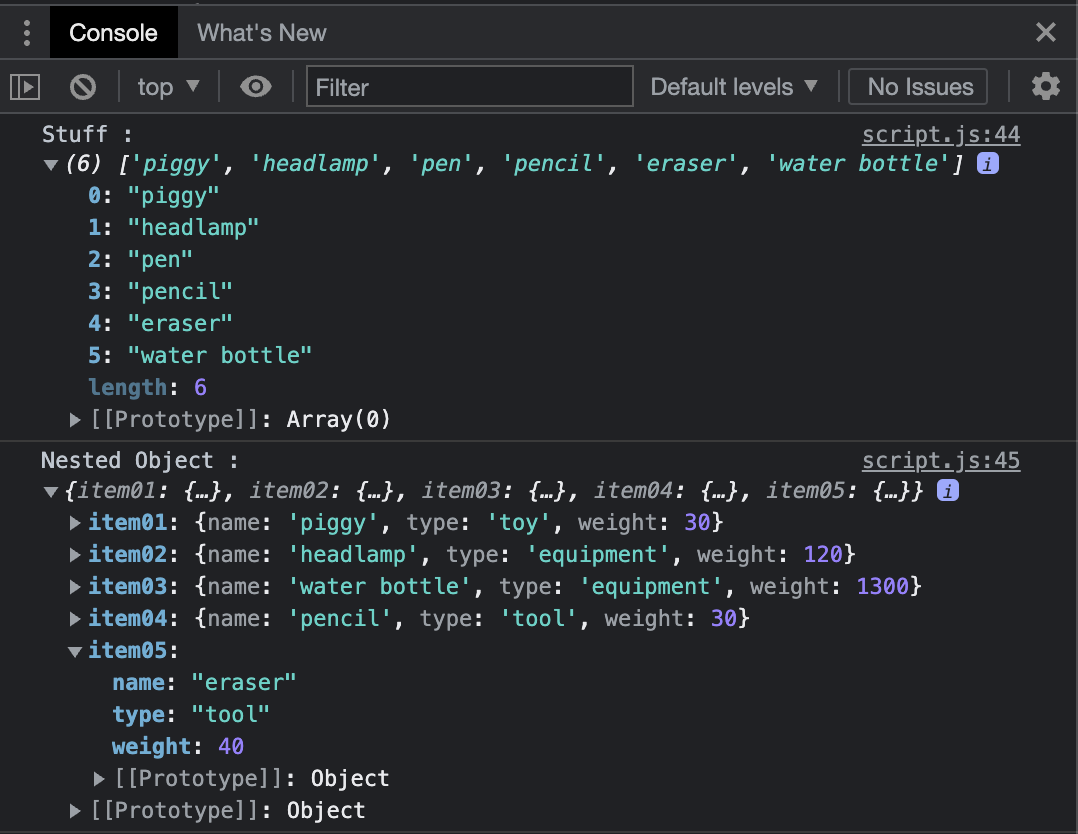 Console What's New
top Filter Default levels No Issues
Stuff : script.js:44
(6) ['piggy', 'headlamp', 'pen', 'pencil', 'eraser', 'water bottle'] i
0: "piggy"
1: "headlamp"
2: "pen"
3: "pencil"
4: "eraser"
5: "water bottle"
length: 6
[[Prototype]]: Array(0)
Nested Object : script.js:45
{item01: {…}, item02: {…}, item03: {…}, item04: {…}, item05: {…}} i
item01: {name: 'piggy', type: 'toy', weight: 30}
item02: {name: 'headlamp', type: 'equipment', weight: 120}
item03: {name: 'water bottle', type: 'equipment', weight: 1300}
item04: {name: 'pencil', type: 'tool', weight: 30}
item05:
name: "eraser"
type: "tool"
weight: 40
[[Prototype]]: Object
[[Prototype]]: Object